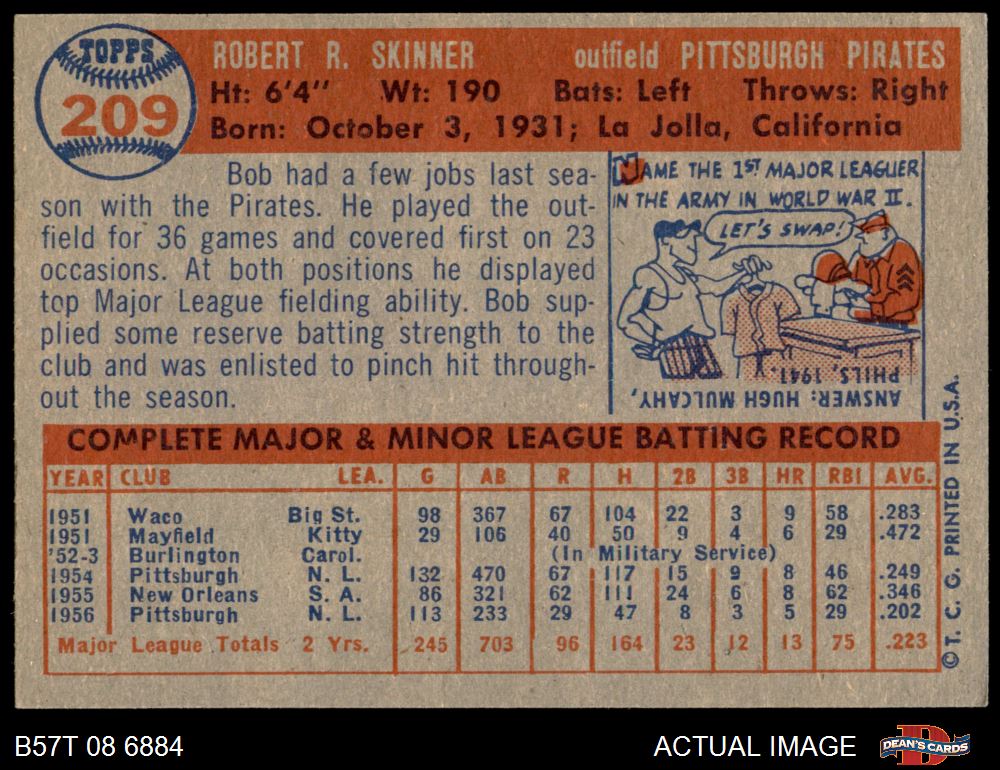 TOPPS
209
ROBERT R. SKINNER outfield PITTSBURGH PIRATES
Ht: 6'4" Wt: 190 Bats: Left Throws: Right
Born: October 3, 1931; La Jolla, California
Bob had a few jobs last sea-
son with the Pirates. He played the out-
field for 36 games and covered first on 23
occasions. At both positions he displayed
top Major League fielding ability. Bob sup-
plied some reserve batting strength to the
club and was enlisted to pinch hit through-
out the season.
NAME THE 1ST MAJOR LEAGUER
IN THE ARMY IN WORLD WAR II.
LET'S SWAP!
ANSWER: HUGH MULCAHY,
PHILS, 1941.
COMPLETE MAJOR & MINOR LEAGUE BATTING RECORD
YEAR CLUB LEA. G AB R H 2B 3B HR RBI AVG.
1951 Waco Big St. 98 367 67 104 22 3 9 58 .283
1951 Mayfield Kitty 29 106 40 50 9 4 6 29 .472
'52-3 Burlington Carol. (In Military Service)
1954 Pittsburgh N. L. 132 470 67 117 15 9 8 46 .249
1955 New Orleans S. A. 86 321 62 111 24 6 8 62 .346
1956 Pittsburgh N. L. 113 233 29 47 8 3 5 29 .202
Major League Totals 2 Yrs. 245 703 96 164 23 12 13 75 .223
© T. C. G. PRINTED IN U.S.A.
B57T 08 6884 ACTUAL IMAGE
DEAN'S CARDS